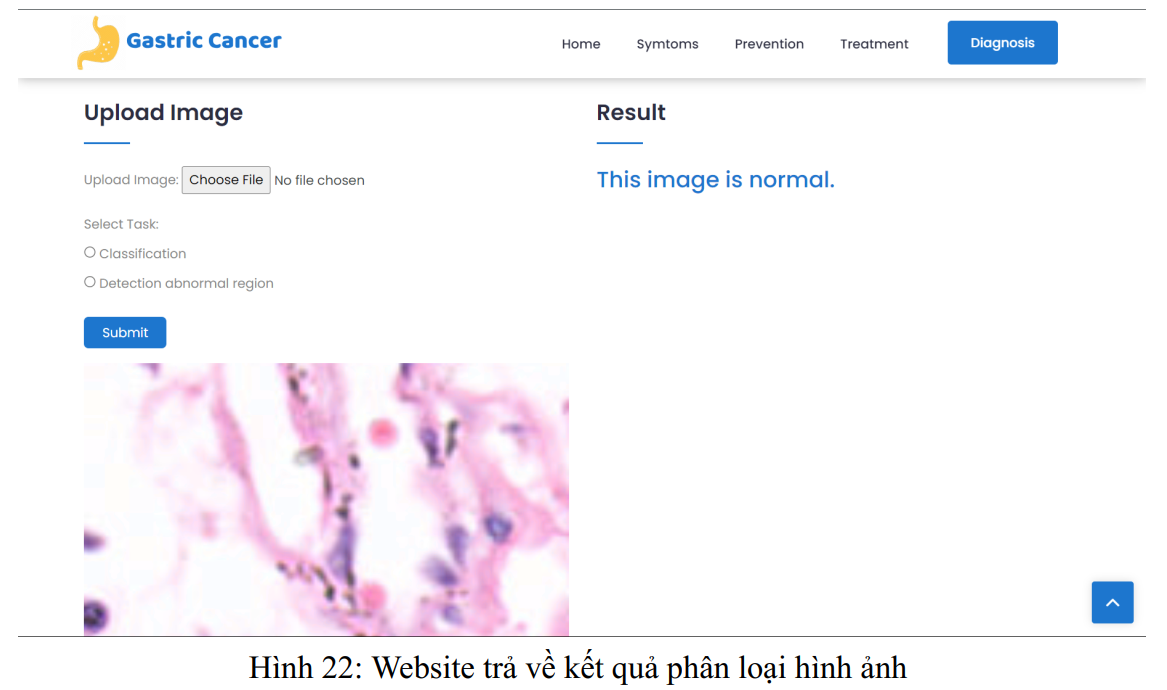 Gastric Cancer
Home Symtoms Prevention Treatment Diagnosis
Upload Image
Upload Image: Choose File No file chosen
Select Task:
Classification
Detection abnormal region
Submit
Result
This image is normal.
Hình 22: Website trả về kết quả phân loại hình ảnh